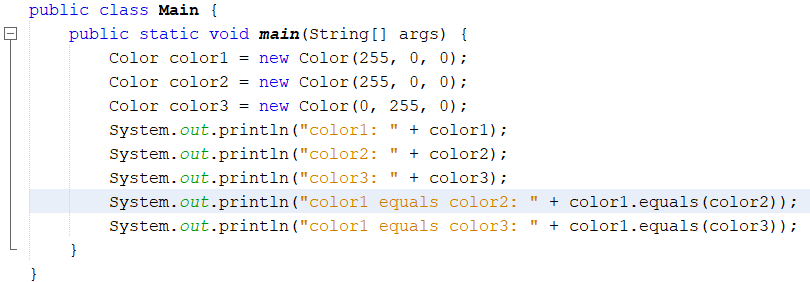 public class Main {
    public static void main(String[] args) {
        Color color1 = new Color(255, 0, 0);
        Color color2 = new Color(255, 0, 0);
        Color color3 = new Color(0, 255, 0);
        System.out.println("color1: " + color1);
        System.out.println("color2: " + color2);
        System.out.println("color3: " + color3);
        System.out.println("color1 equals color2: " + color1.equals(color2));
        System.out.println("color1 equals color3: " + color1.equals(color3));
    }
}